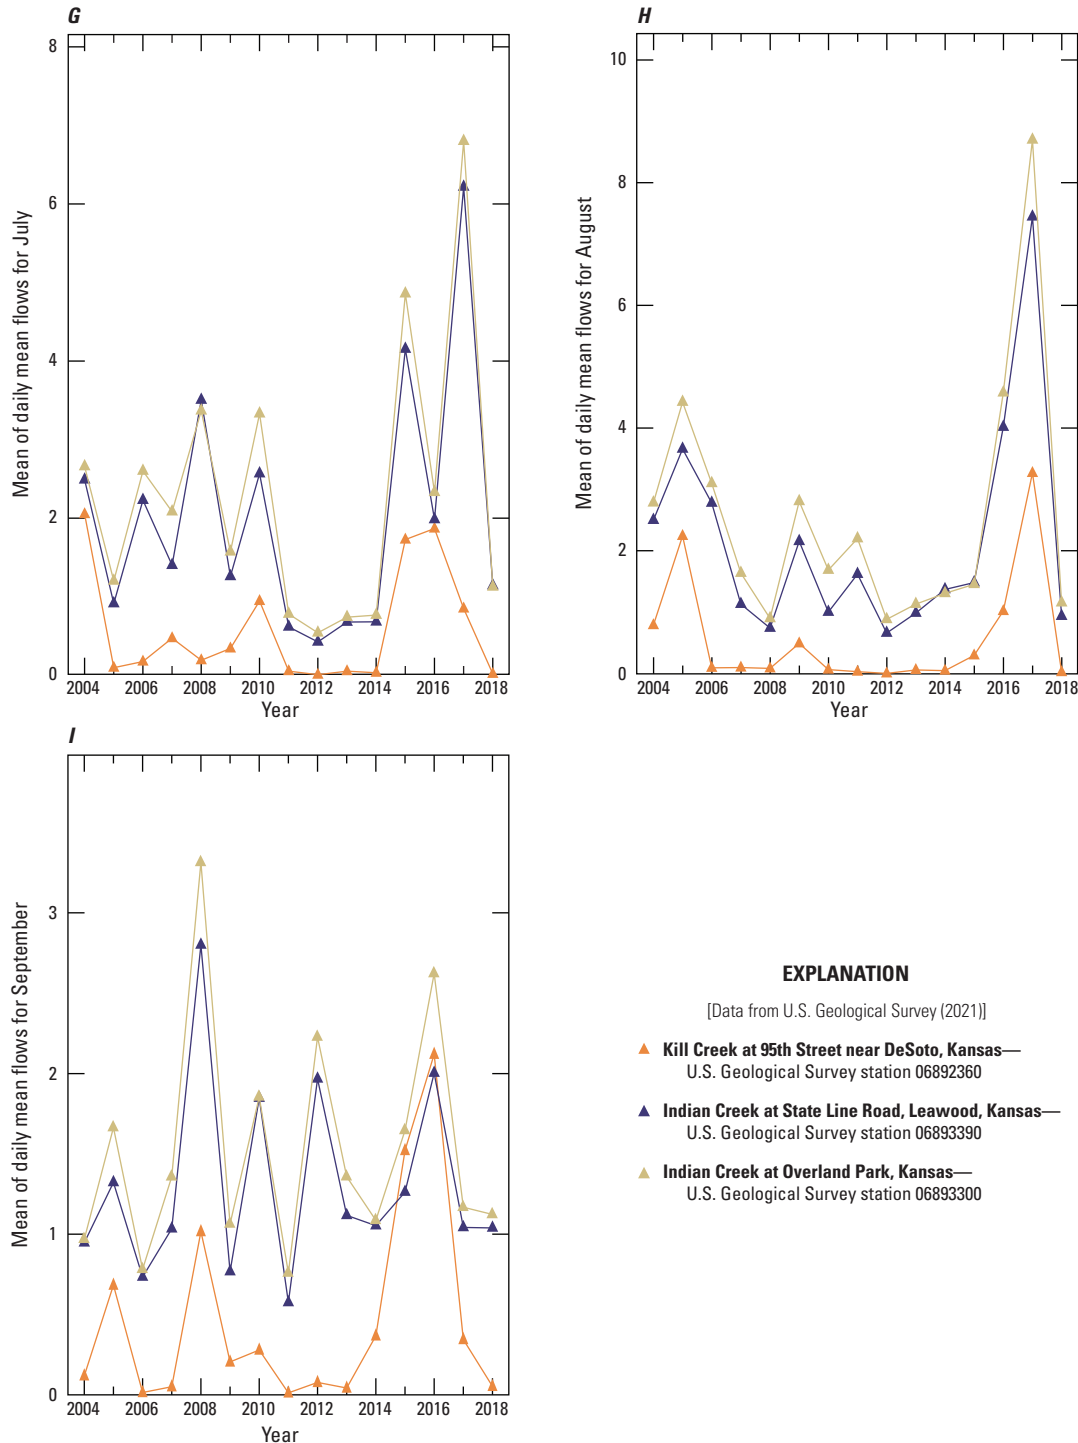 G
Mean of daily mean flows for July
8
6
4
2
0
2004 2006 2008 2010 2012 2014 2016 2018
Year
H
Mean of daily mean flows for August
10
8
6
4
2
0
2004 2006 2008 2010 2012 2014 2016 2018
Year
I
Mean of daily mean flows for September
3
2
1
0
2004 2006 2008 2010 2012 2014 2016 2018
Year
EXPLANATION
[Data from U.S. Geological Survey (2021)]
Kill Creek at 95th Street near DeSoto, Kansas—
U.S. Geological Survey station 06892360
Indian Creek at State Line Road, Leawood, Kansas—
U.S. Geological Survey station 06893390
Indian Creek at Overland Park, Kansas—
U.S. Geological Survey station 06893300